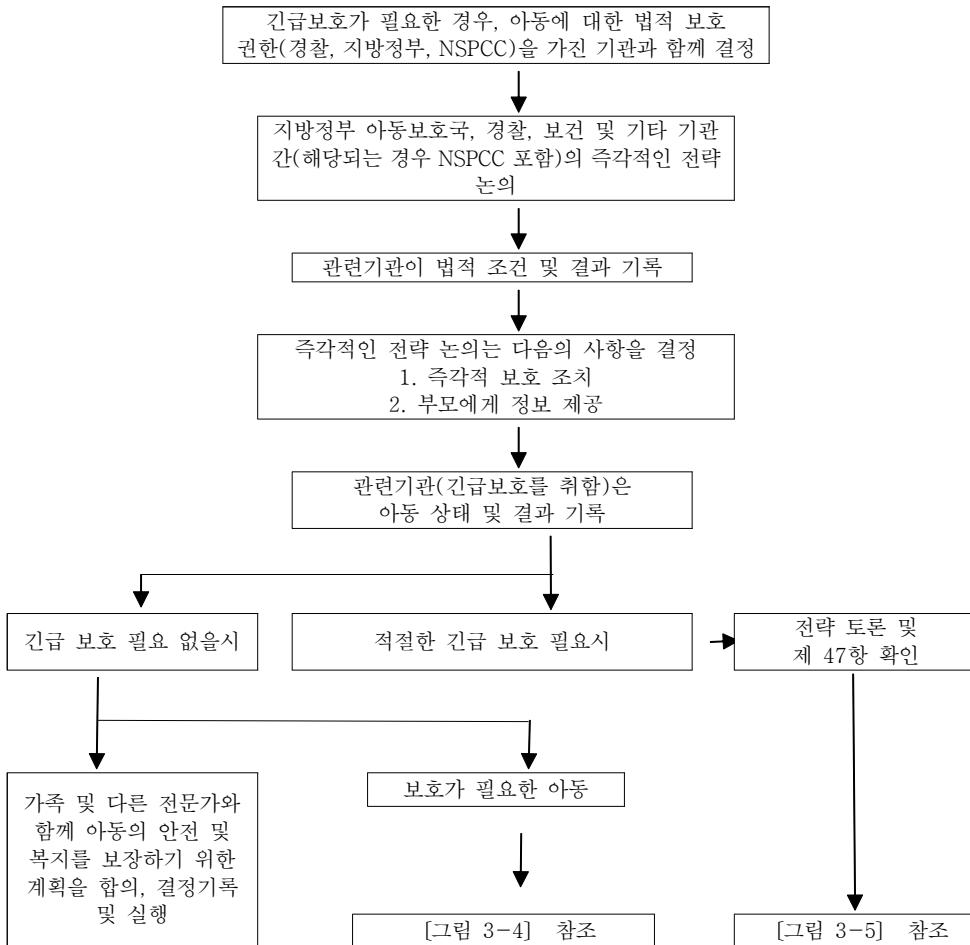 긴급보호가 필요한 경우, 아동에 대한 법적 보호
권한(경찰, 지방정부, NSPCC)을 가진 기관과 함께 결정
지방정부 아동보호국, 경찰, 보건 및 기타 기관
간(해당되는 경우 NSPCC 포함)의 즉각적인 전략
논의
관련기관이 법적 조건 및 결과 기록
즉각적인 전략 논의는 다음의 사항을 결정
1. 즉각적 보호 조치
2. 부모에게 정보 제공
관련기관(긴급보호를 취함)은
아동 상태 및 결과 기록
긴급 보호 필요 없을시
적절한 긴급 보호 필요시
전략 토론 및
제 47항 확인
가족 및 다른 전문가와
함께 아동의 안전 및
복지를 보장하기 위한
계획을 합의, 결정기록
및 실행
보호가 필요한 아동
[그림 3-4] 참조
[그림 3-5] 참조